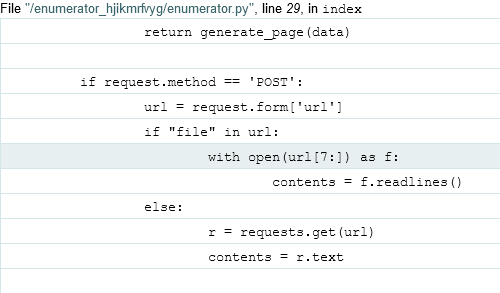 File "/enumerator_hjikmrfvyg/enumerator.py", line 29, in index
return generate_page(data)
if request.method == 'POST':
url = request.form['url']
if "file" in url:
with open(url[7:]) as f:
contents = f.readlines()
else:
r = requests.get(url)
contents = r.text